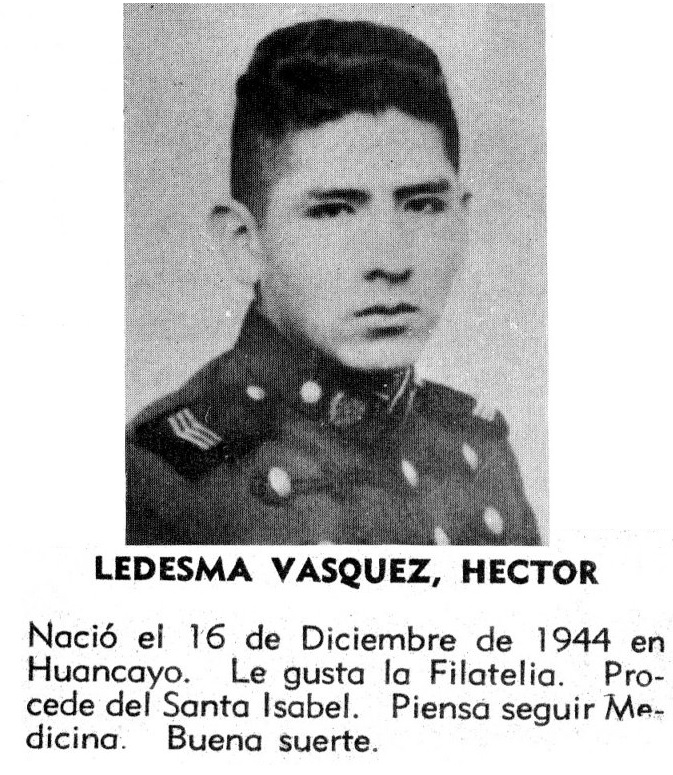 LEDESMA VASQUEZ, HECTOR
Nació el 16 de Diciembre de 1944 en
Huancayo. Le gusta la Filatelia. Pro-
cede del Santa Isabel. Piensa seguir Me-
dicina. Buena suerte.